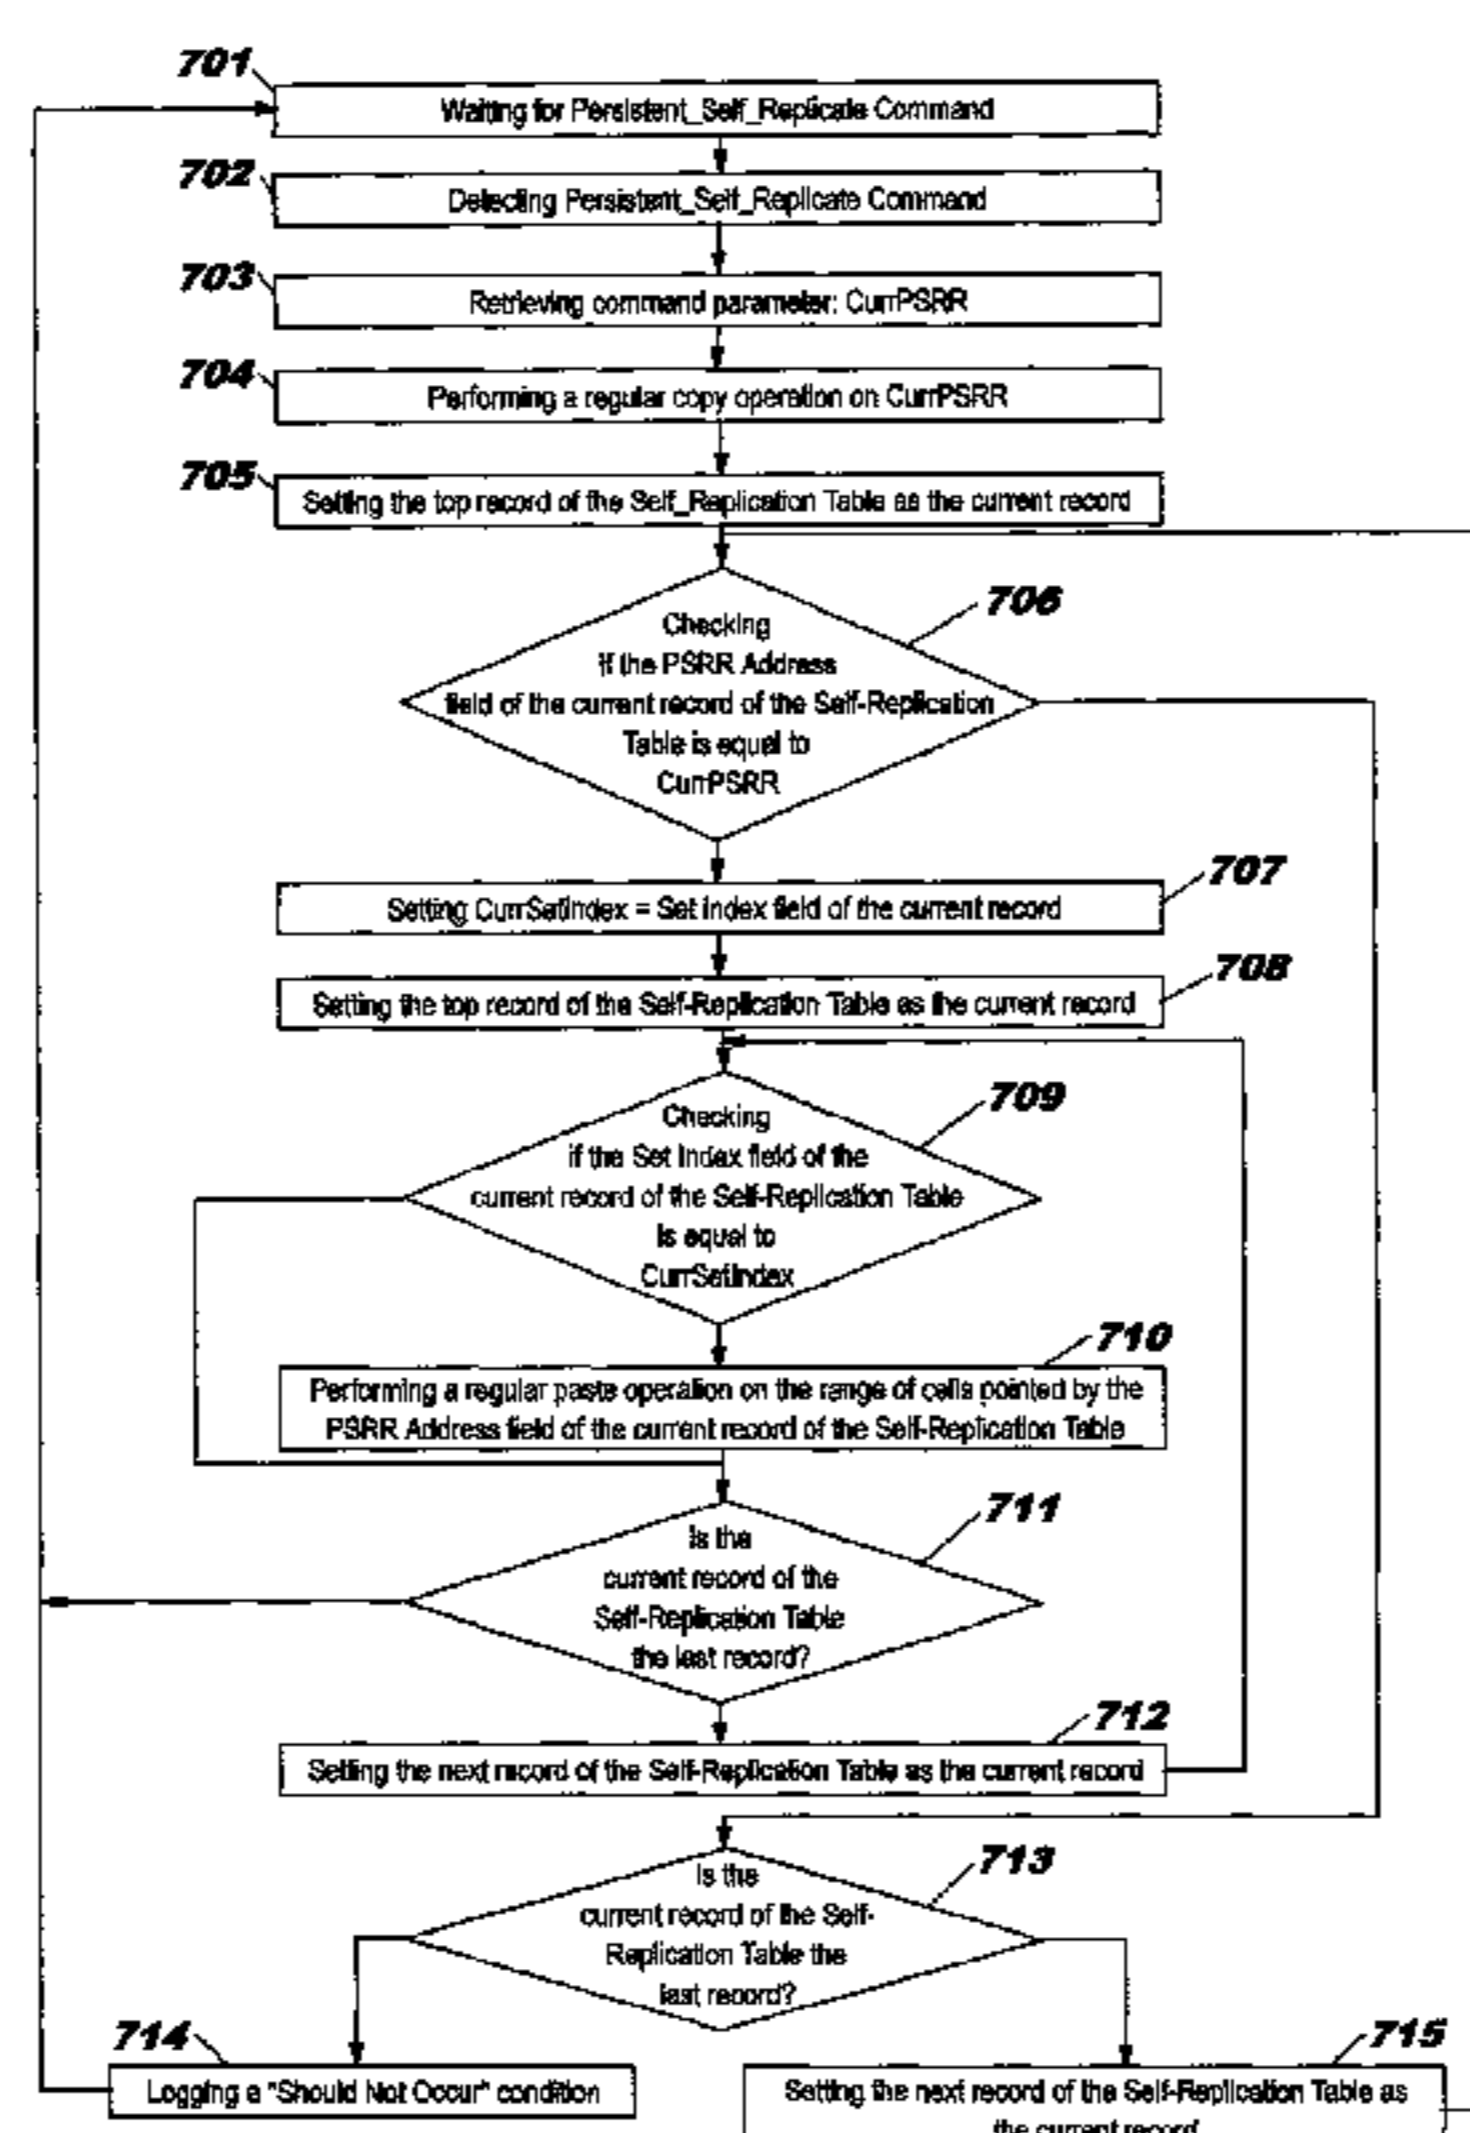 701
Waiting for Persistent_Self_Replicate Command
702
Detecting Persistent_Self_Replicate Command
703
Retrieving command parameter: CurrPSRR
704
Performing a regular copy operation on CurrPSRR
705
Setting the top record of the Self_Replication Table as the current record
706
Checking
if the PSRR Address
field of the current record of the Self-Replication
Table is equal to
CurrPSRR
707
Setting CurrSetIndex = Set Index field of the current record
708
Setting the top record of the Self-Replication Table as the current record
709
Checking
if the Set Index field of the
current record of the Self-Replication Table
is equal to
CurrSetIndex
710
Performing a regular paste operation on the range of cells pointed by the
PSRR Address field of the current record of the Self-Replication Table
711
Is the
current record of the
Self-Replication Table
the last record?
712
Setting the next record of the Self-Replication Table as the current record
713
Is the
current record of the Self-
Replication Table the
last record?
714
Logging a "Should Not Occur" condition
715
Setting the next record of the Self-Replication Table as
the current record